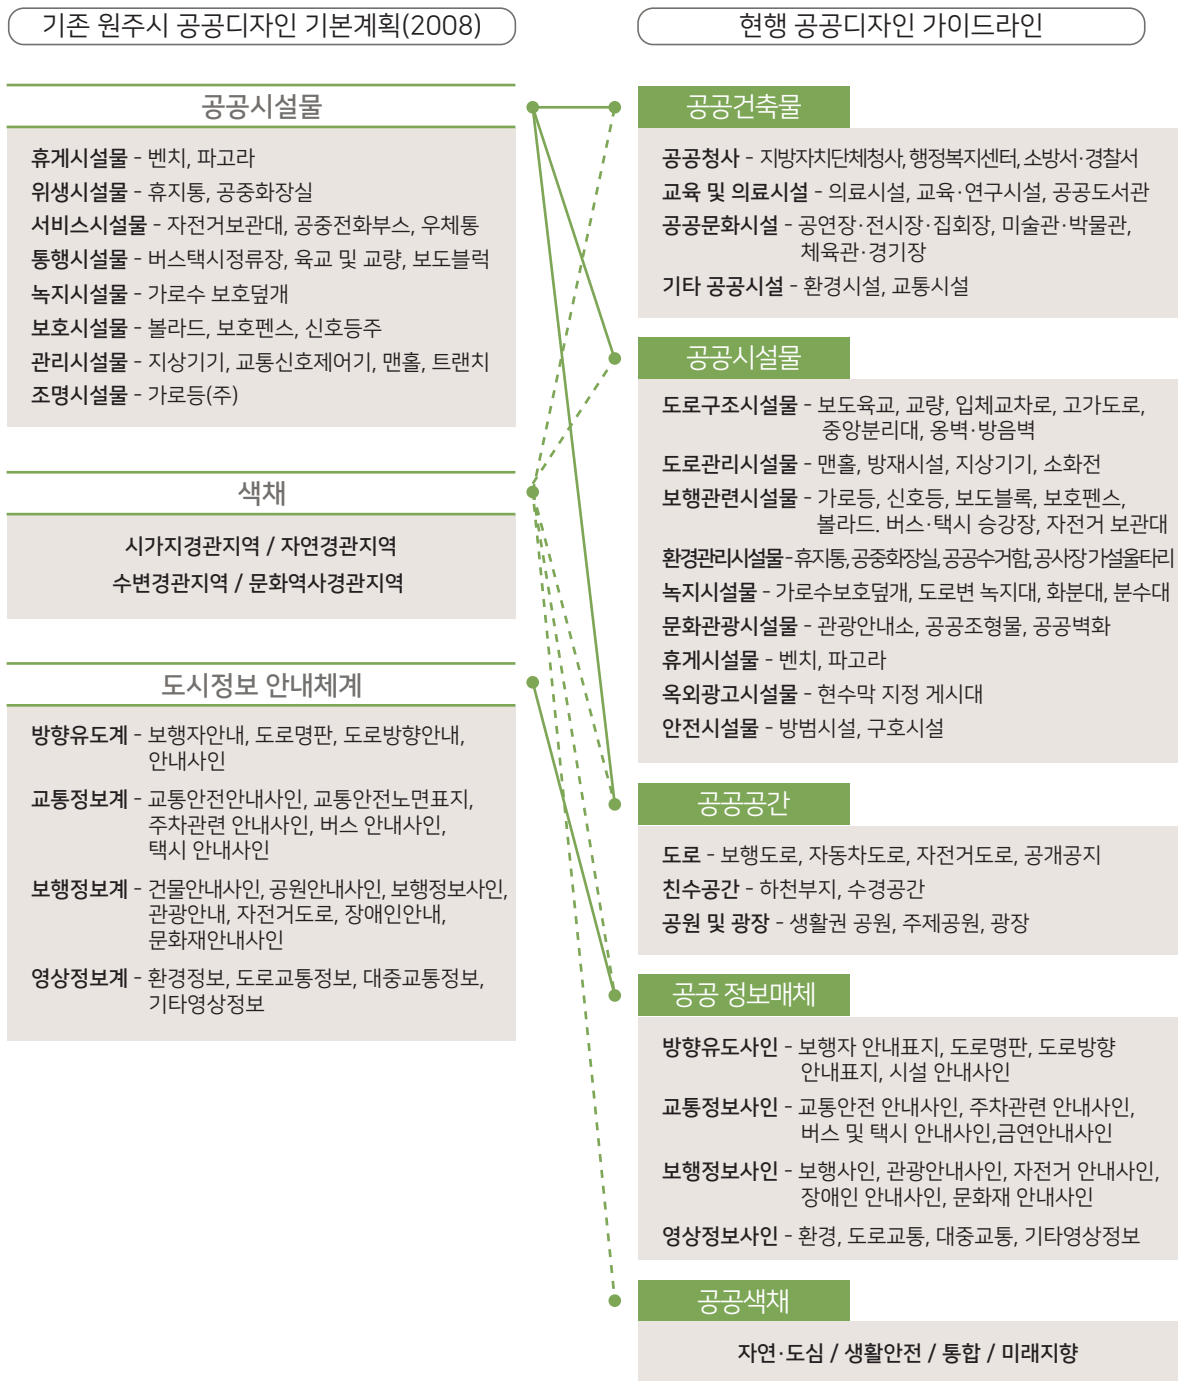 기존 원주시 공공디자인 기본계획(2008)
공공시설물
휴게시설물 - 벤치, 파고라
위생시설물 - 휴지통, 공중화장실
서비스시설물 - 자전거보관대, 공중전화부스, 우체통
통행시설물 - 버스택시정류장, 육교 및 교량, 보도블럭
녹지시설물 - 가로수 보호덮개
보호시설물 - 볼라드, 보호펜스, 신호등주
관리시설물 - 지상기기, 교통신호제어기, 맨홀, 트랜치
조명시설물 - 가로등(주)
색채
시가지경관지역 / 자연경관지역
수변경관지역 / 문화역사경관지역
도시정보 안내체계
방향유도계 - 보행자안내, 도로명판, 도로방향안내,
안내사인
교통정보계 - 교통안전안내사인, 교통안전노면표지,
주차관련 안내사인, 버스 안내사인,
택시 안내사인
보행정보계 - 건물안내사인, 공원안내사인, 보행정보사인,
관광안내, 자전거도로, 장애인안내,
문화재안내사인
영상정보계 - 환경정보, 도로교통정보, 대중교통정보,
기타영상정보
현행 공공디자인 가이드라인
공공건축물
공공청사 - 지방자치단체청사, 행정복지센터, 소방서·경찰서
교육 및 의료시설 - 의료시설, 교육·연구시설, 공공도서관
공공문화시설 - 공연장·전시장·집회장, 미술관·박물관,
체육관·경기장
기타 공공시설 - 환경시설, 교통시설
공공시설물
도로구조시설물 - 보도육교, 교량, 입체교차로, 고가도로,
중앙분리대, 옹벽·방음벽
도로관리시설물 - 맨홀, 방재시설, 지상기기, 소화전
보행관련시설물 - 가로등, 신호등, 보도블록, 보호펜스,
볼라드. 버스·택시 승강장, 자전거 보관대
환경관리시설물 - 휴지통, 공중화장실, 공공수거함, 공사장 가설울타리
녹지시설물 - 가로수보호덮개, 도로변 녹지대, 화분대, 분수대
문화관광시설물 - 관광안내소, 공공조형물, 공공벽화
휴게시설물 - 벤치, 파고라
옥외광고시설물 - 현수막 지정 게시대
안전시설물 - 방범시설, 구호시설
공공공간
도로 - 보행도로, 자동차도로, 자전거도로, 공개공지
친수공간 - 하천부지, 수경공간
공원 및 광장 - 생활권 공원, 주제공원, 광장
공공 정보매체
방향유도사인 - 보행자 안내표지, 도로명판, 도로방향
안내표지, 시설 안내사인
교통정보사인 - 교통안전 안내사인, 주차관련 안내사인,
버스 및 택시 안내사인,금연안내사인
보행정보사인 - 보행사인, 관광안내사인, 자전거 안내사인,
장애인 안내사인, 문화재 안내사인
영상정보사인 - 환경, 도로교통, 대중교통, 기타영상정보
공공색채
자연·도심 / 생활안전 / 통합 / 미래지향